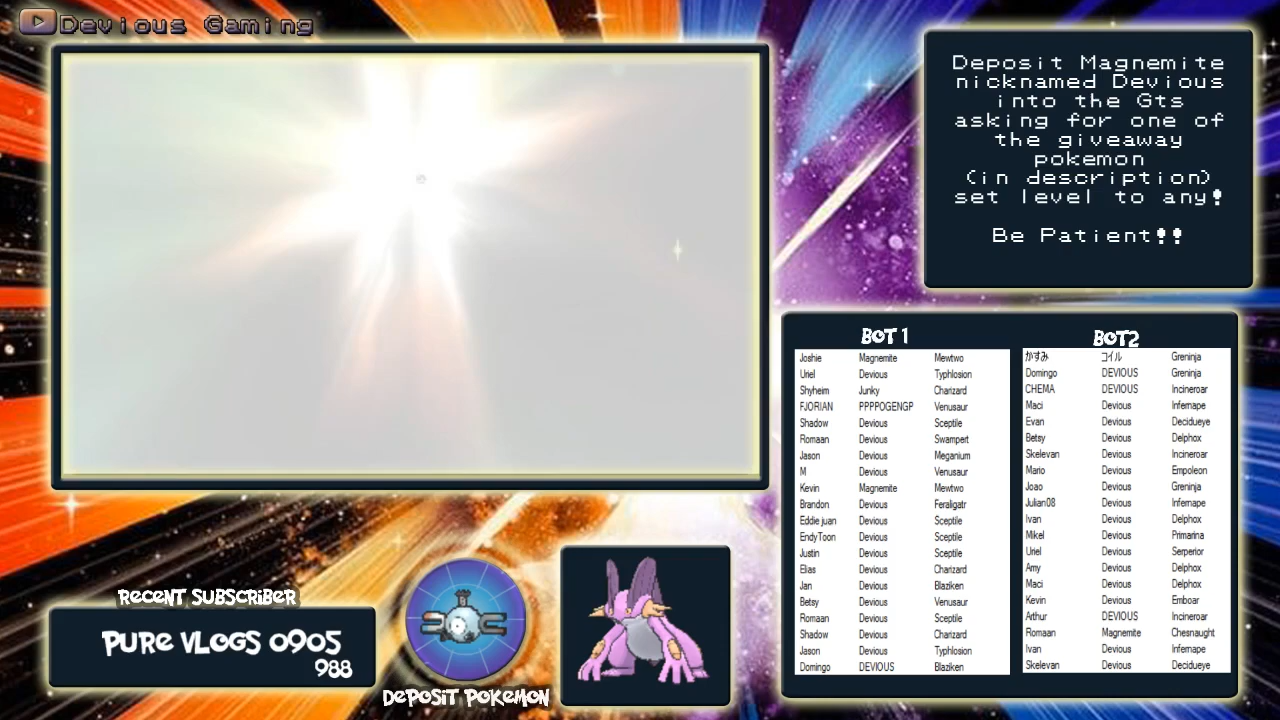 Devious Gaming
Deposit Magnemite
nicknamed Devious
into the Gts
asking for one of
the giveaway
pokemon
(in description)
set level to any!
Be Patient!!
BOT 1
Joshie Magnemite Mewtwo
Uriel Devious Typhlosion
Shyheim Junky Charizard
FJORIAN PPPPOGENGP Venusaur
Shadow Devious Sceptile
Romaan Devious Swampert
Jason Devious Meganium
M Devious Venusaur
Kevin Magnemite Mewtwo
Brandon Devious Feraligatr
Eddie juan Devious Sceptile
EndyToon Devious Sceptile
Justin Devious Sceptile
Elias Devious Charizard
Jan Devious Blaziken
Betsy Devious Venusaur
Romaan Devious Sceptile
Shadow Devious Charizard
Jason Devious Typhlosion
Domingo DEVIOUS Blaziken
BOT2
かすみ コイル Greninja
Domingo DEVIOUS Greninja
CHEMA DEVIOUS Incineroar
Maci Devious Infernape
Evan Devious Decidueye
Betsy Devious Delphox
Skelevan Devious Incineroar
Mario Devious Empoleon
Joao Devious Greninja
Julian08 Devious Infernape
Ivan Devious Delphox
Mikel Devious Primarina
Uriel Devious Serperior
Amy Devious Delphox
Maci Devious Delphox
Kevin Devious Emboar
Arthur DEVIOUS Incineroar
Romaan Magnemite Chesnaught
Ivan Devious Infernape
Skelevan Devious Decidueye
RECENT SUBSCRIBER
PURE VLOGS 0905
988
DEPOSIT POKEMON